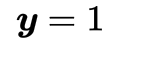 y = 1